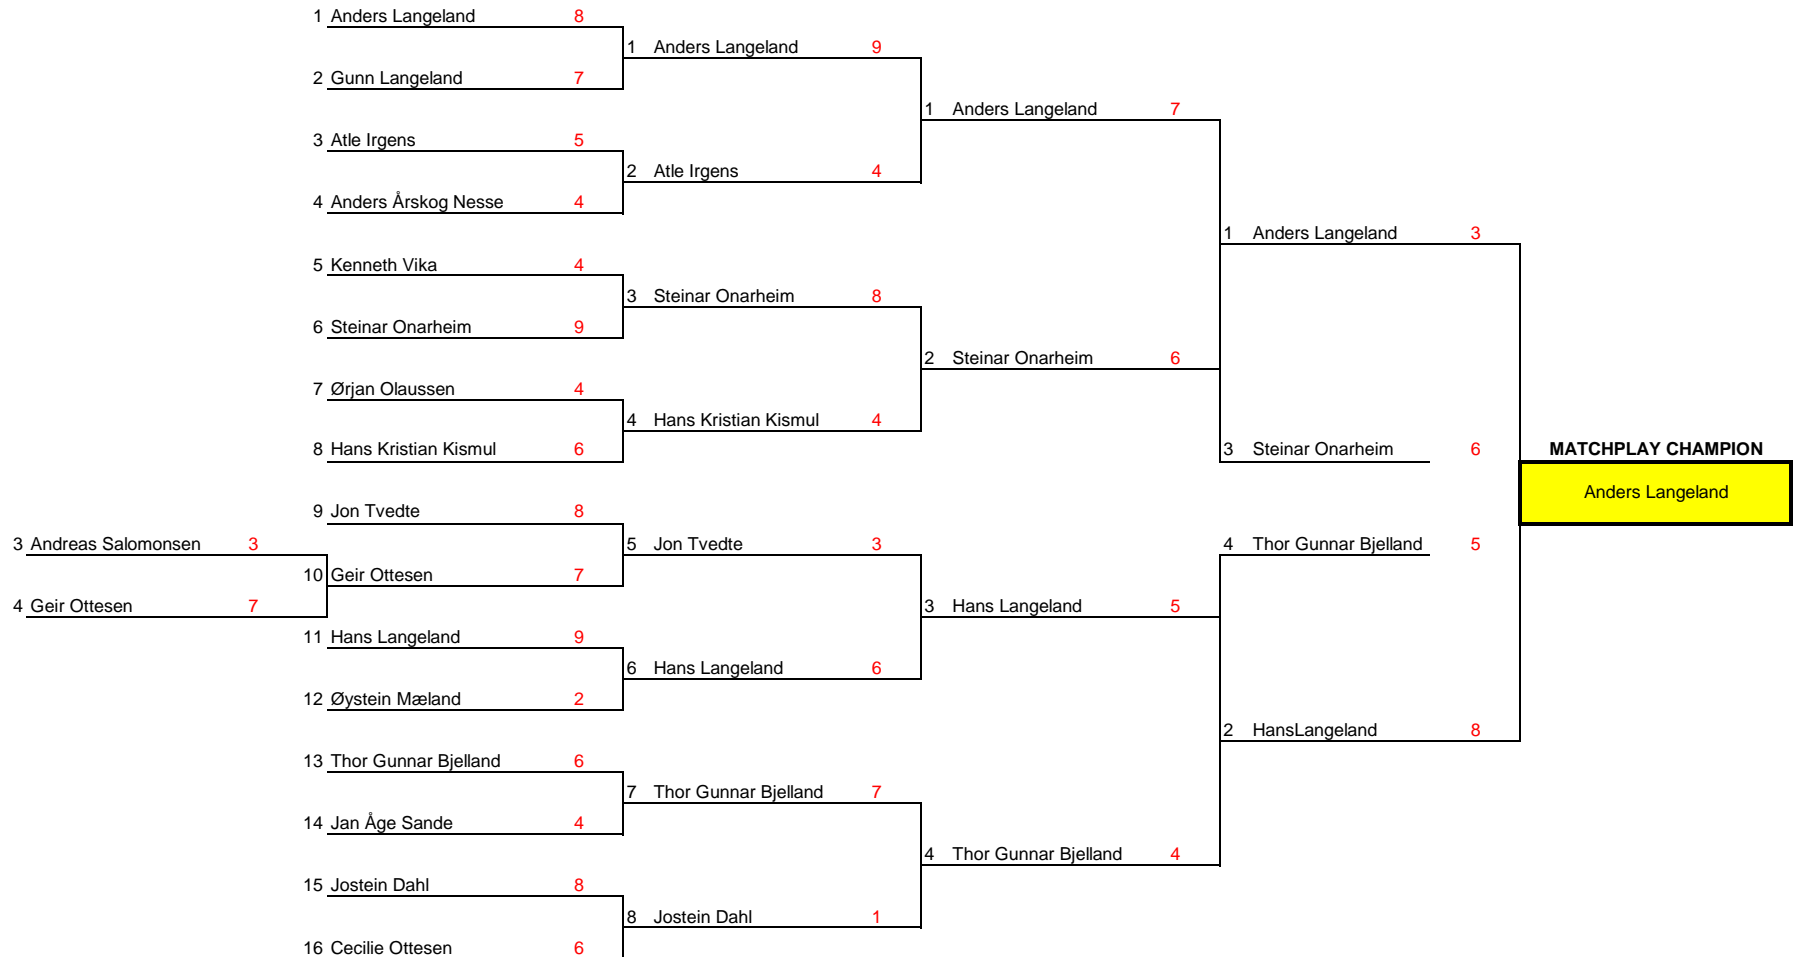 1 Anders Langeland 8
1 Anders Langeland 9
2 Gunn Langeland 7
1 Anders Langeland 7
3 Atle Irgens 5
2 Atle Irgens 4
4 Anders Årskog Nesse 4
1 Anders Langeland 3
5 Kenneth Vika 4
3 Steinar Onarheim 8
6 Steinar Onarheim 9
2 Steinar Onarheim 6
7 Ørjan Olaussen 4
4 Hans Kristian Kismul 4
8 Hans Kristian Kismul 6
3 Steinar Onarheim 6
MATCHPLAY CHAMPION
Anders Langeland
9 Jon Tvedte 8
3 Andreas Salomonsen 3
5 Jon Tvedte 3
4 Thor Gunnar Bjelland 5
10 Geir Ottesen 7
4 Geir Ottesen 7
3 Hans Langeland 5
11 Hans Langeland 9
6 Hans Langeland 6
12 Øystein Mæland 2
2 HansLangeland 8
13 Thor Gunnar Bjelland 6
7 Thor Gunnar Bjelland 7
14 Jan Åge Sande 4
4 Thor Gunnar Bjelland 4
15 Jostein Dahl 8
8 Jostein Dahl 1
16 Cecilie Ottesen 6